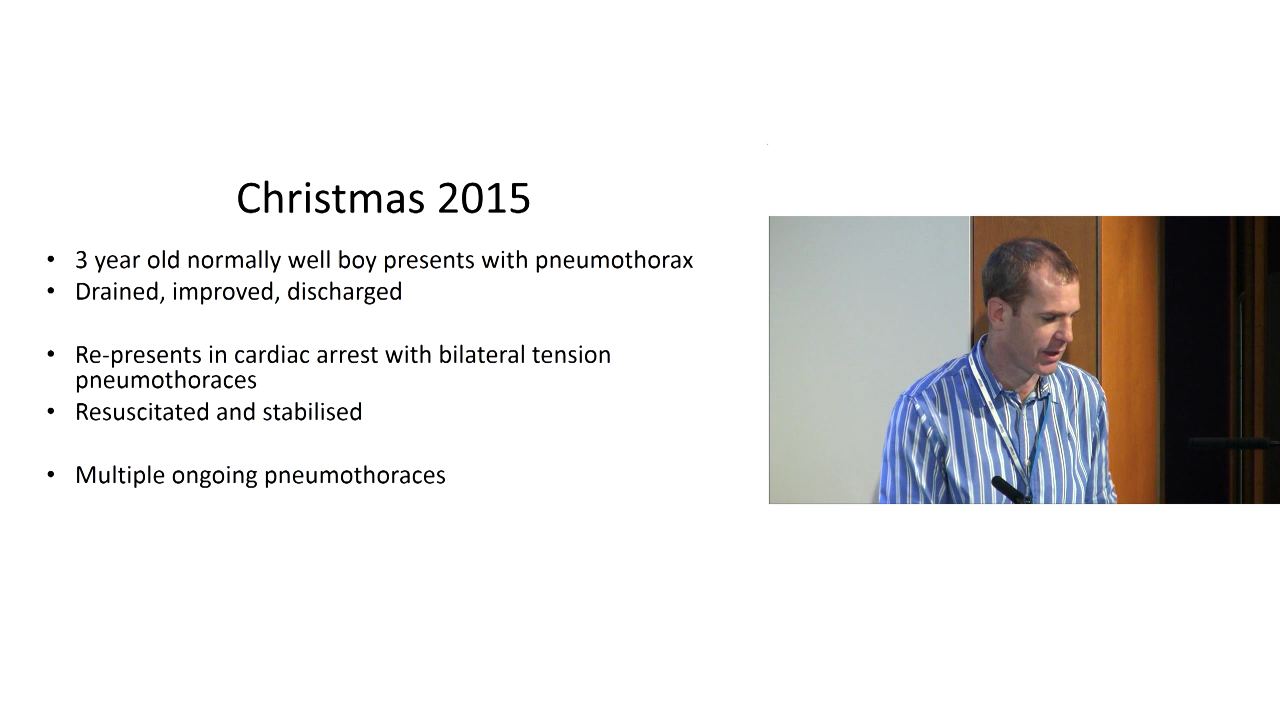 Christmas 2015
• 3 year old normally well boy presents with pneumothorax
• Drained, improved, discharged
• Re-presents in cardiac arrest with bilateral tension
pneumothoraces
• Resuscitated and stabilised
• Multiple ongoing pneumothoraces